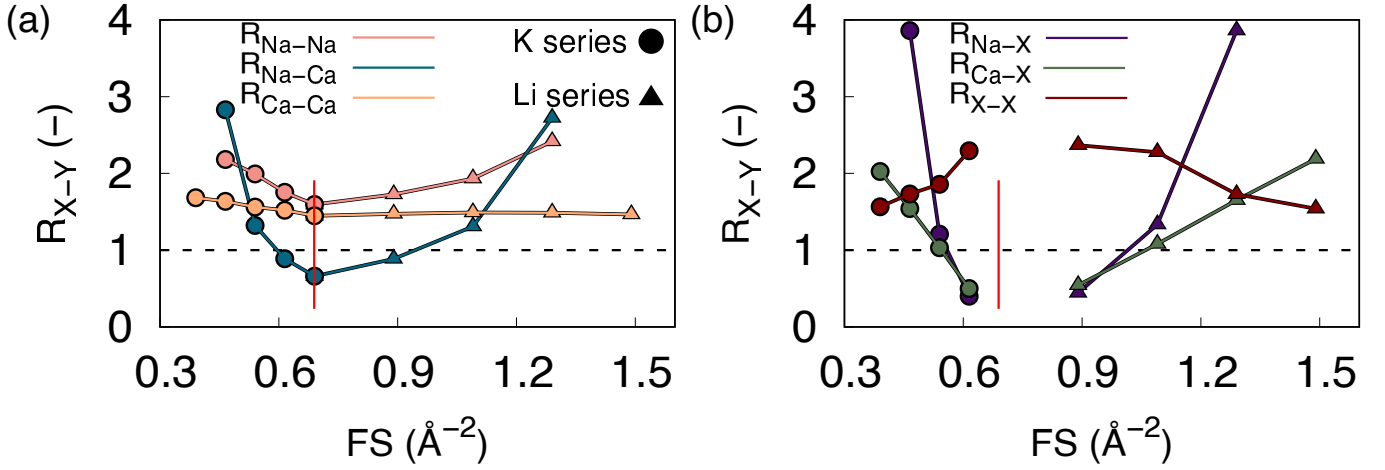 (a)
R_X−Y (−)
4
3
2
1
0
R_Na−Na
R_Na−Ca
R_Ca−Ca
K series
Li series
0.3 0.6 0.9 1.2 1.5
FS (Å⁻²)
(b)
R_X−Y (−)
4
3
2
1
0
R_Na−X
R_Ca−X
R_X−X
0.3 0.6 0.9 1.2 1.5
FS (Å⁻²)